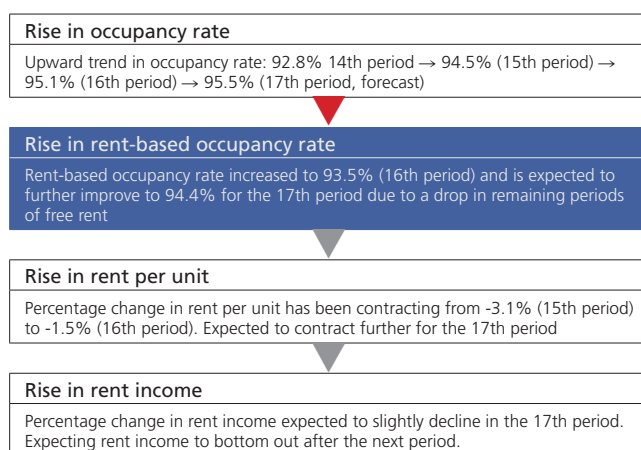 Rise in occupancy rate
Upward trend in occupancy rate: 92.8% 14th period → 94.5% (15th period) →
95.1% (16th period) → 95.5% (17th period, forecast)
Rise in rent-based occupancy rate
Rent-based occupancy rate increased to 93.5% (16th period) and is expected to
further improve to 94.4% for the 17th period due to a drop in remaining periods
of free rent
Rise in rent per unit
Percentage change in rent per unit has been contracting from -3.1% (15th period)
to -1.5% (16th period). Expected to contract further for the 17th period
Rise in rent income
Percentage change in rent income expected to slightly decline in the 17th period.
Expecting rent income to bottom out after the next period.